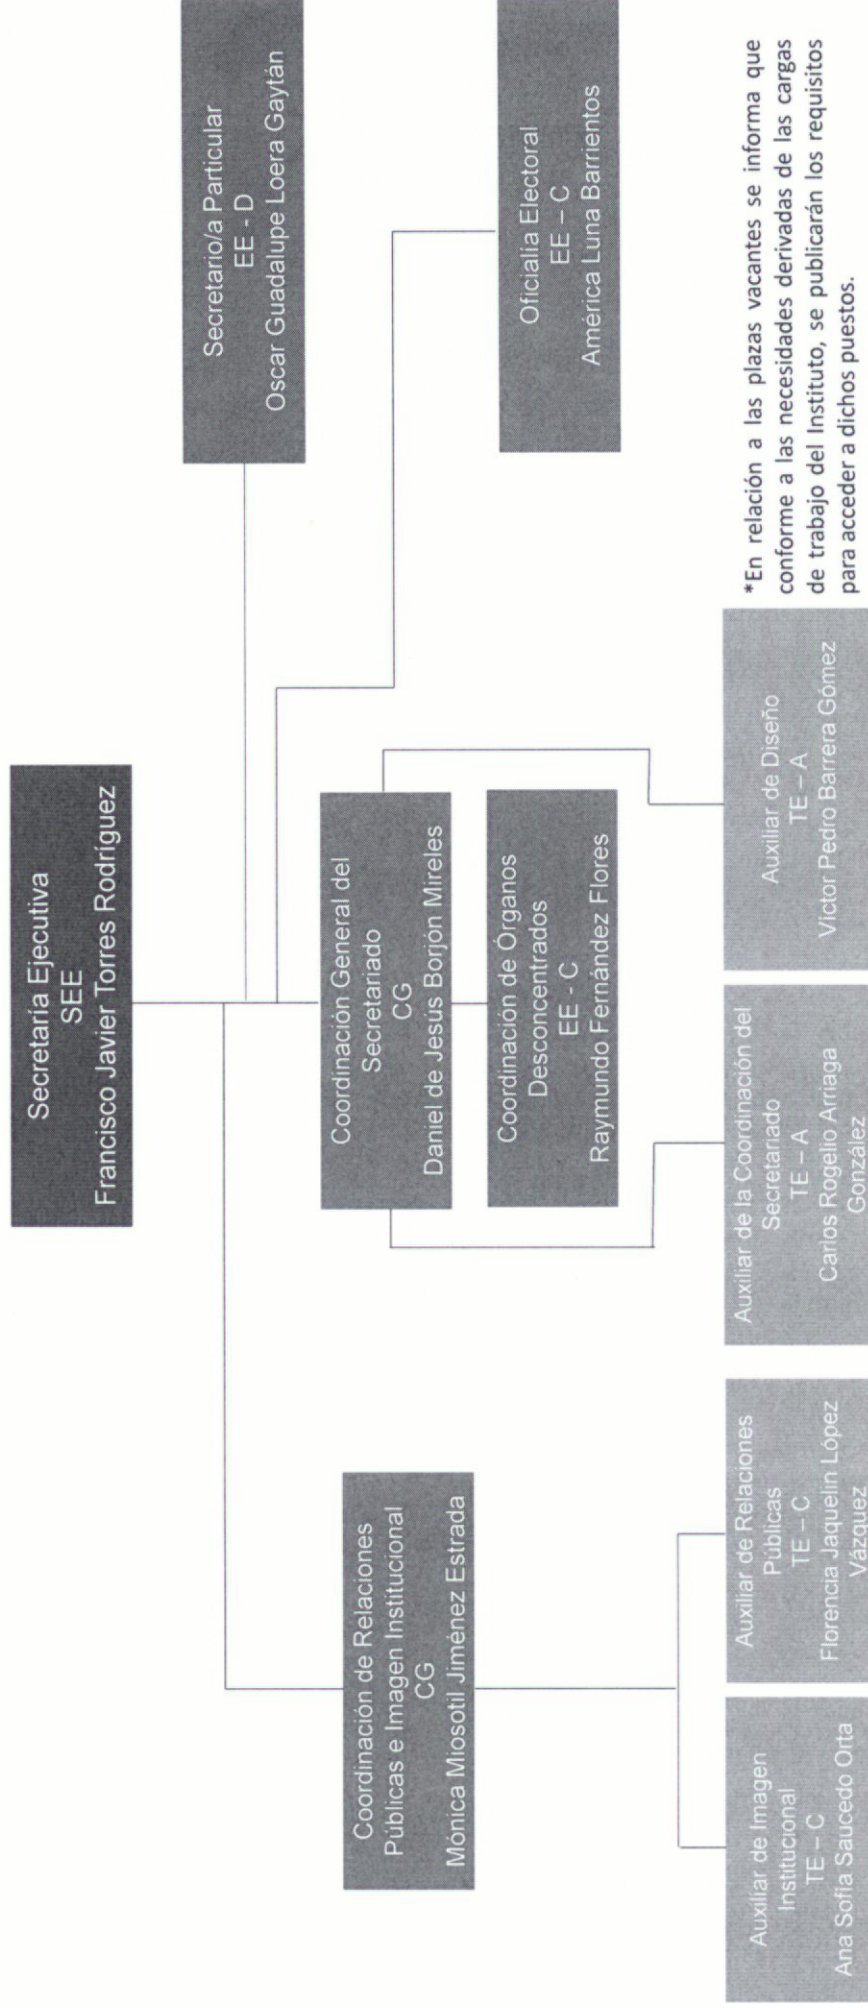 Secretaría Ejecutiva
SEE
Francisco Javier Torres Rodríguez
Secretario/a Particular
EE - D
Oscar Guadalupe Loera Gaytán
Coordinación de Relaciones
Públicas e Imagen Institucional
CG
Mónica Miosotil Jiménez Estrada
Coordinación General del
Secretariado
CG
Daniel de Jesús Borjón Mireles
Coordinación de Órganos
Desconcentrados
EE - C
Raymundo Fernández Flores
Oficialía Electoral
EE – C
América Luna Barrientos
Auxiliar de Imagen
Institucional
TE – C
Ana Sofía Saucedo Orta
Auxiliar de Relaciones
Públicas
TE – C
Florencia Jaquelin López
Vázquez
Auxiliar de la Coordinación del
Secretariado
TE – A
Carlos Rogelio Arriaga
González
Auxiliar de Diseño
TE – A
Víctor Pedro Barrera Gómez
*En relación a las plazas vacantes se informa que
conforme a las necesidades derivadas de las cargas
de trabajo del Instituto, se publicarán los requisitos
para acceder a dichos puestos.